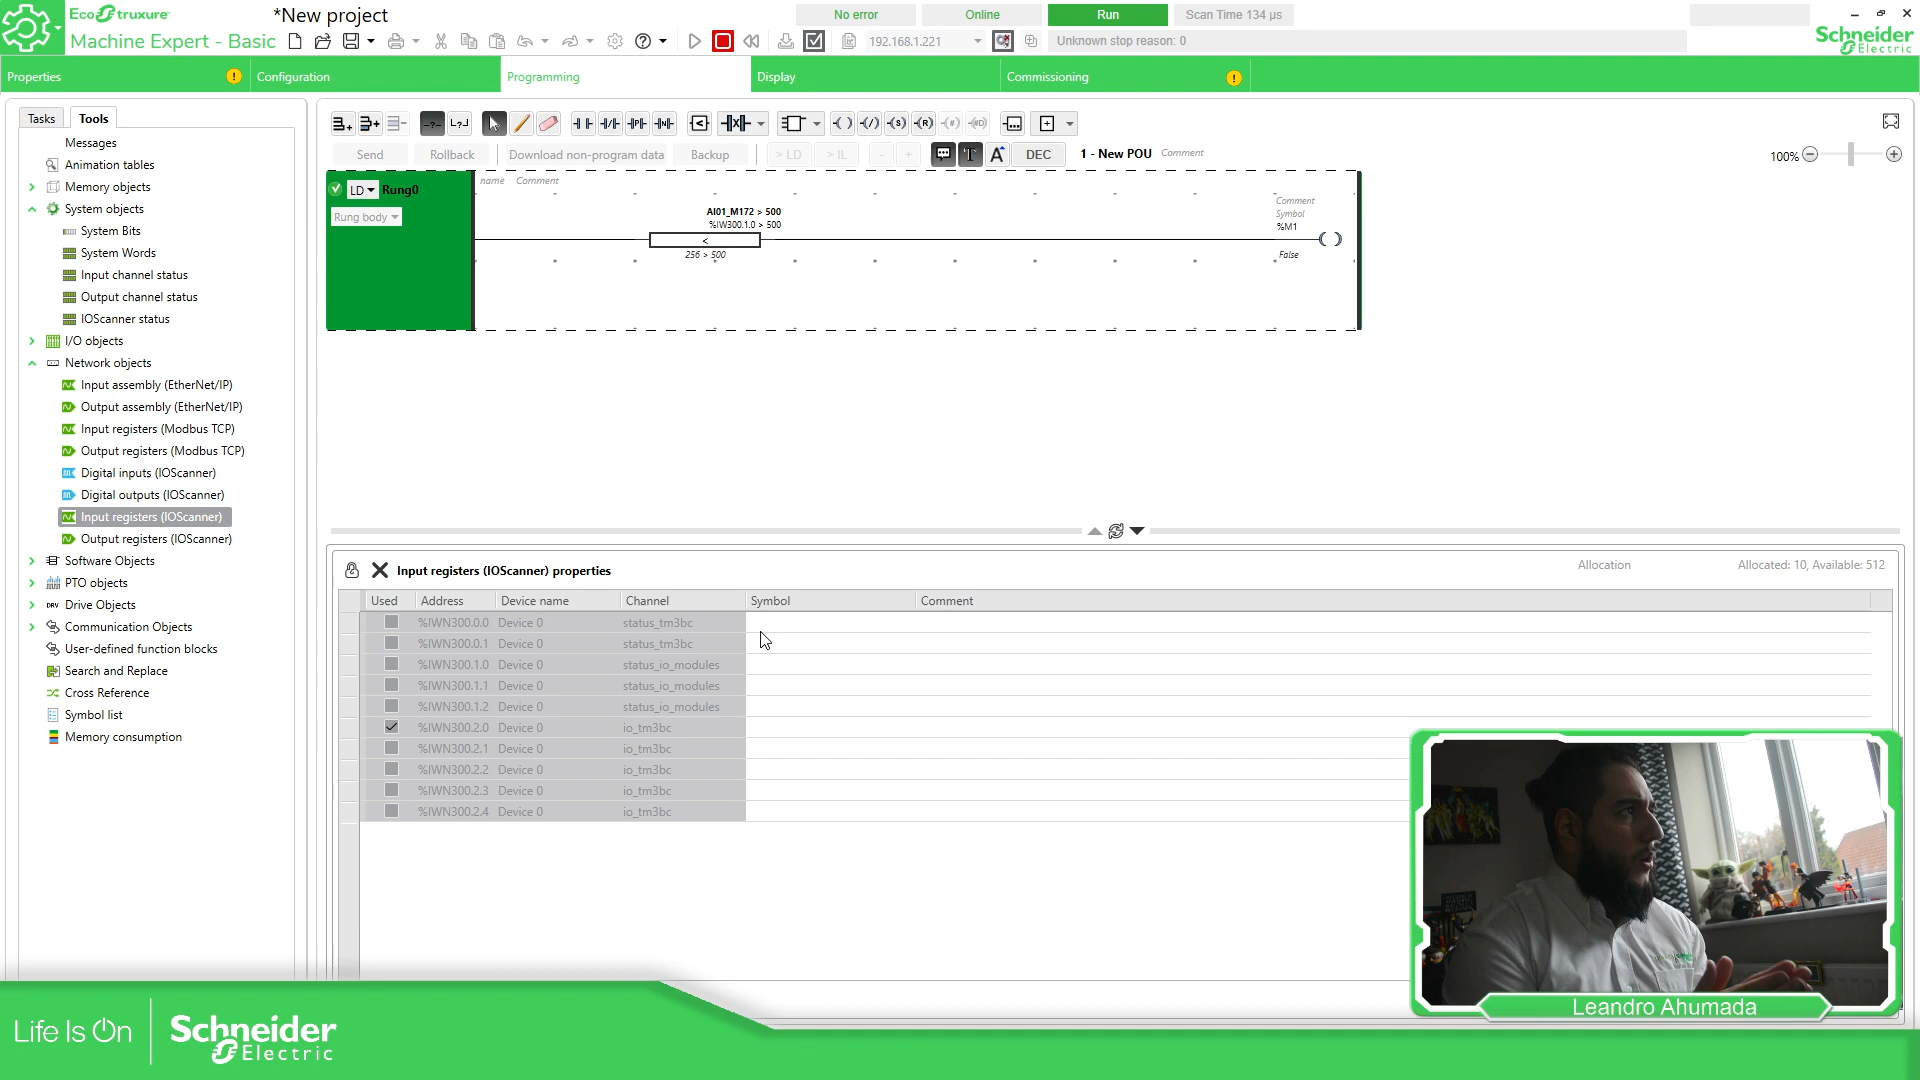 EcoStruxure
Machine Expert - Basic
*New project
No error
Online
Run
Scan Time 134 µs
192.168.1.221
Unknown stop reason: 0
Schneider
Electric
Properties
Configuration
Programming
Display
Commissioning
Tasks
Tools
Messages
Animation tables
Memory objects
System objects
System Bits
System Words
Input channel status
Output channel status
IOScanner status
I/O objects
Network objects
Input assembly (EtherNet/IP)
Output assembly (EtherNet/IP)
Input registers (Modbus TCP)
Output registers (Modbus TCP)
Digital inputs (IOScanner)
Digital outputs (IOScanner)
Input registers (IOScanner)
Output registers (IOScanner)
Software Objects
PTO objects
DRV Drive Objects
Communication Objects
User-defined function blocks
Search and Replace
Cross Reference
Symbol list
Memory consumption
Send
Rollback
Download non-program data
Backup
> LD
> IL
-
+
DEC
1 - New POU
Comment
100%
LD
Rung0
Rung body
name
Comment
AI01_M172 > 500
%IW300.1.0 > 500
<
256 > 500
Comment
Symbol
%M1
False
Input registers (IOScanner) properties
Allocation
Allocated: 10, Available: 512
Used Address Device name Channel Symbol Comment
%IWN300.0.0 Device 0 status_tm3bc
%IWN300.0.1 Device 0 status_tm3bc
%IWN300.1.0 Device 0 status_io_modules
%IWN300.1.1 Device 0 status_io_modules
%IWN300.1.2 Device 0 status_io_modules
%IWN300.2.0 Device 0 io_tm3bc
%IWN300.2.1 Device 0 io_tm3bc
%IWN300.2.2 Device 0 io_tm3bc
%IWN300.2.3 Device 0 io_tm3bc
%IWN300.2.4 Device 0 io_tm3bc
Leandro Ahumada
Life Is On
Schneider
Electric